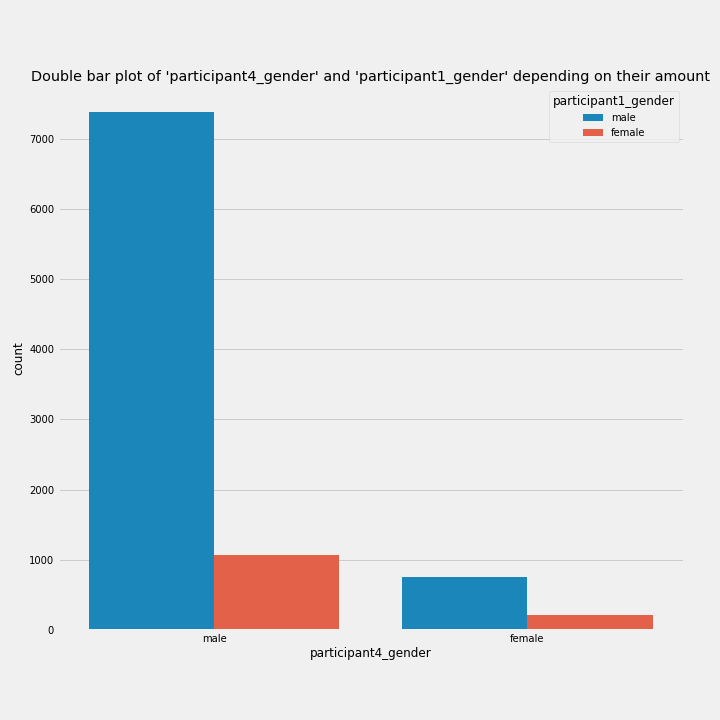 Double bar plot of 'participant4_gender' and 'participant1_gender' depending on their amount
participant1_gender
male
female
7000
6000
5000
4000
3000
2000
1000
0
count
male
female
participant4_gender